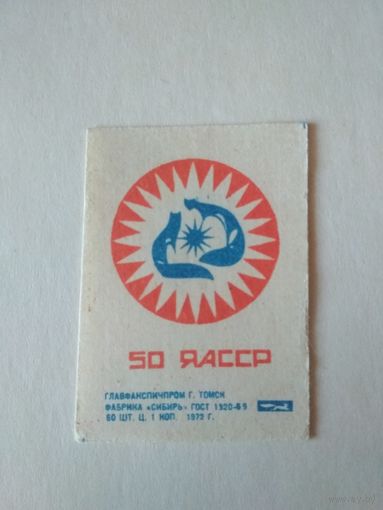 50 ЯАССР
ГЛАВФАНСПИЧПРОМ Г. ТОМСК
ФАБРИКА «СИБИРЬ» ГОСТ 1820-69
60 ШТ. Ц. 1 КОП. 1972 Г.